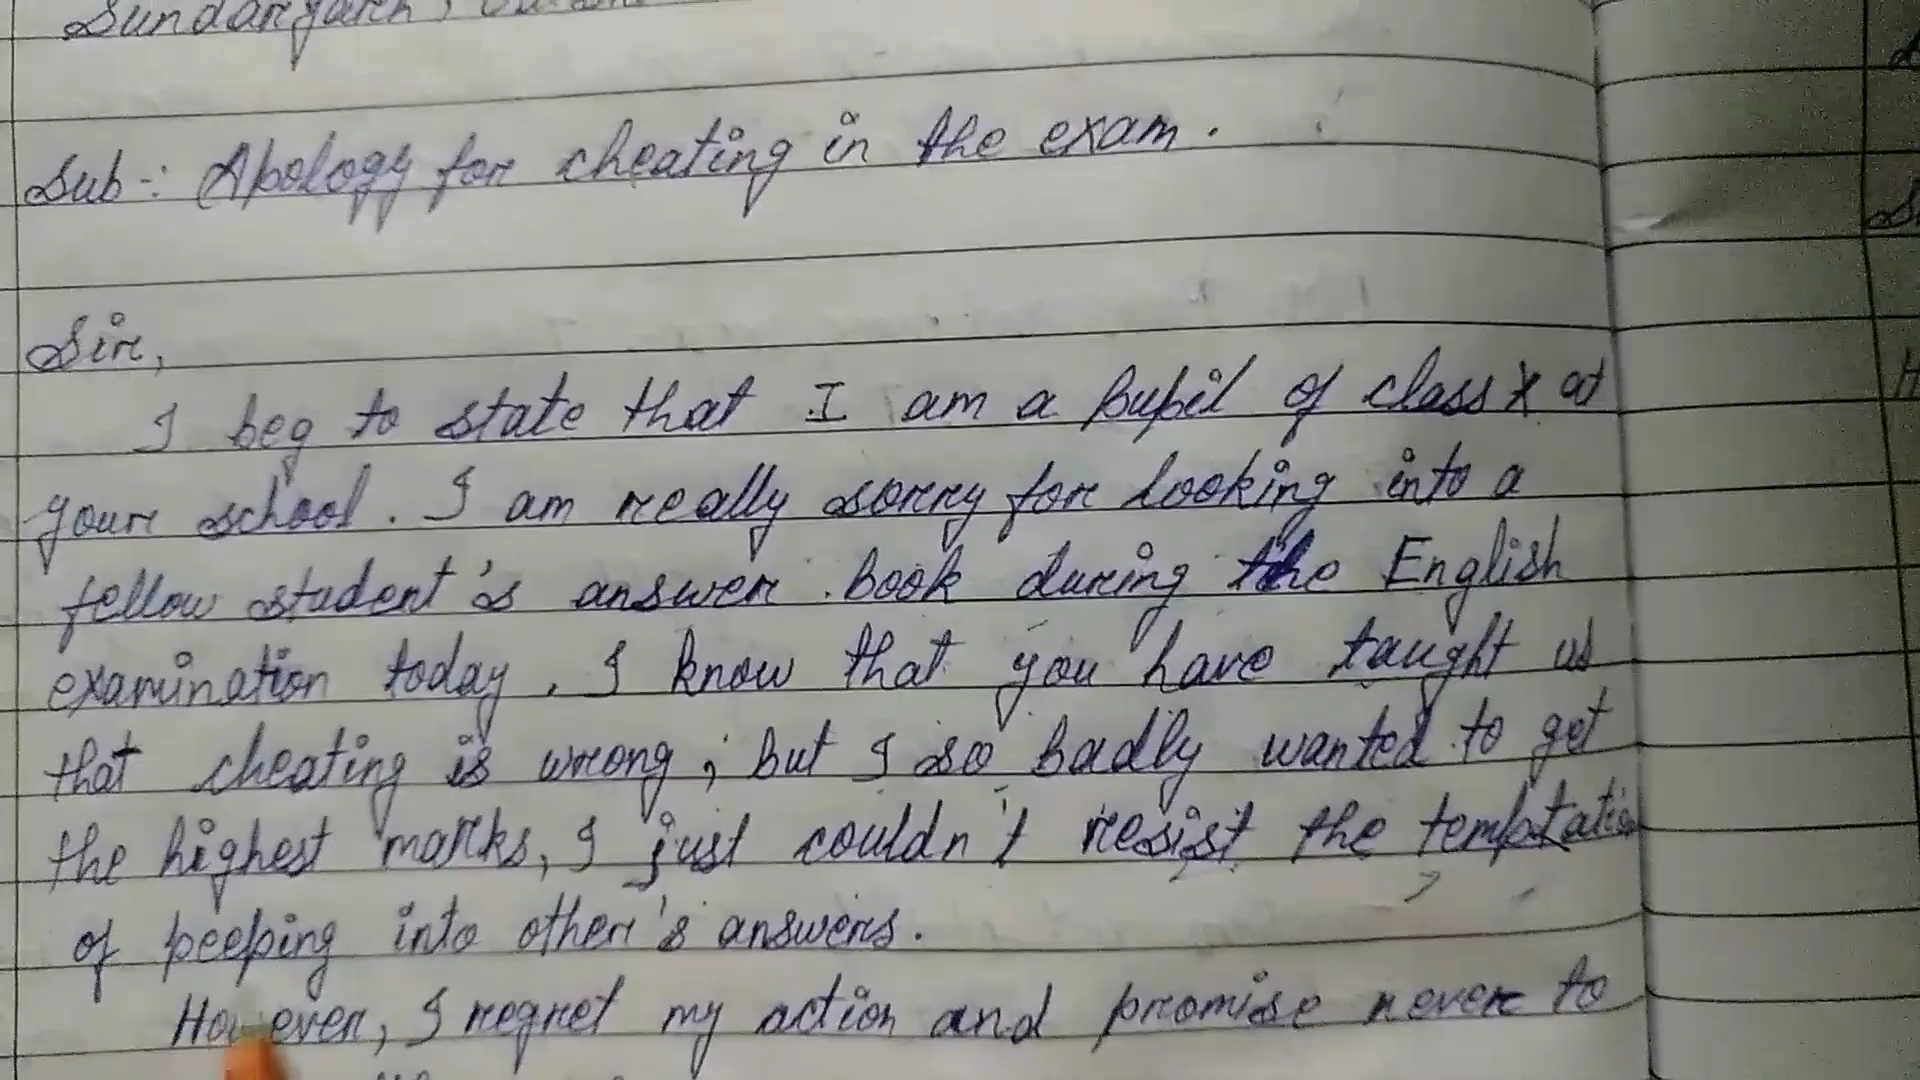 Sundargarh,
Sub-: Apology for cheating in the exam.
Sir,
I beg to state that I am a pupil of class X at
your school. I am really sorry for looking into a
fellow student's answer book during the English
examination today. I know that you have taught us
that cheating is wrong, but I so badly wanted to get
the highest marks, I just couldn't resist the temptation
of peeping into other's answers.
However, I regret my action and promise never to